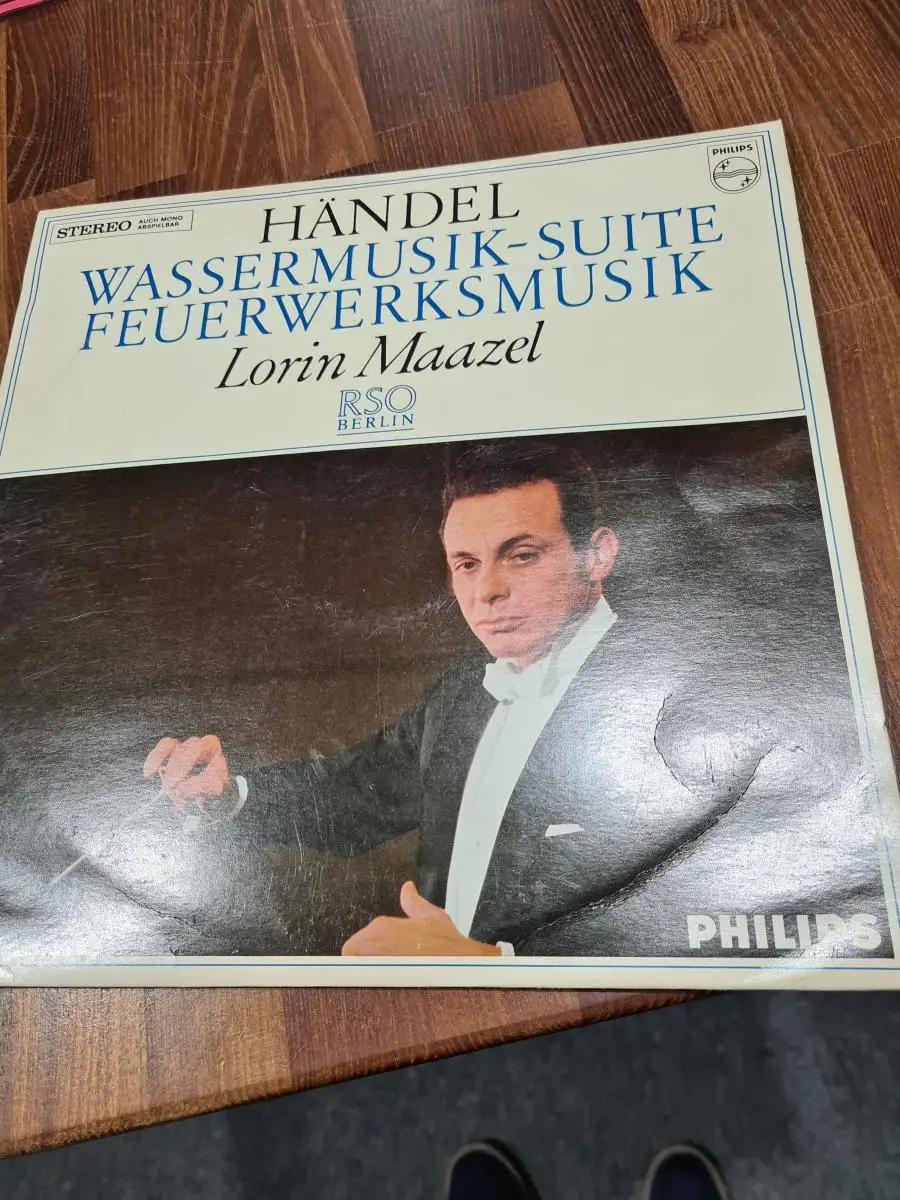 PHILIPS
STEREO AUCH MONO ABSPIELBAR
HÄNDEL
WASSERMUSIK-SUITE
FEUERWERKSMUSIK
Lorin Maazel
RSO
BERLIN
PHILIPS